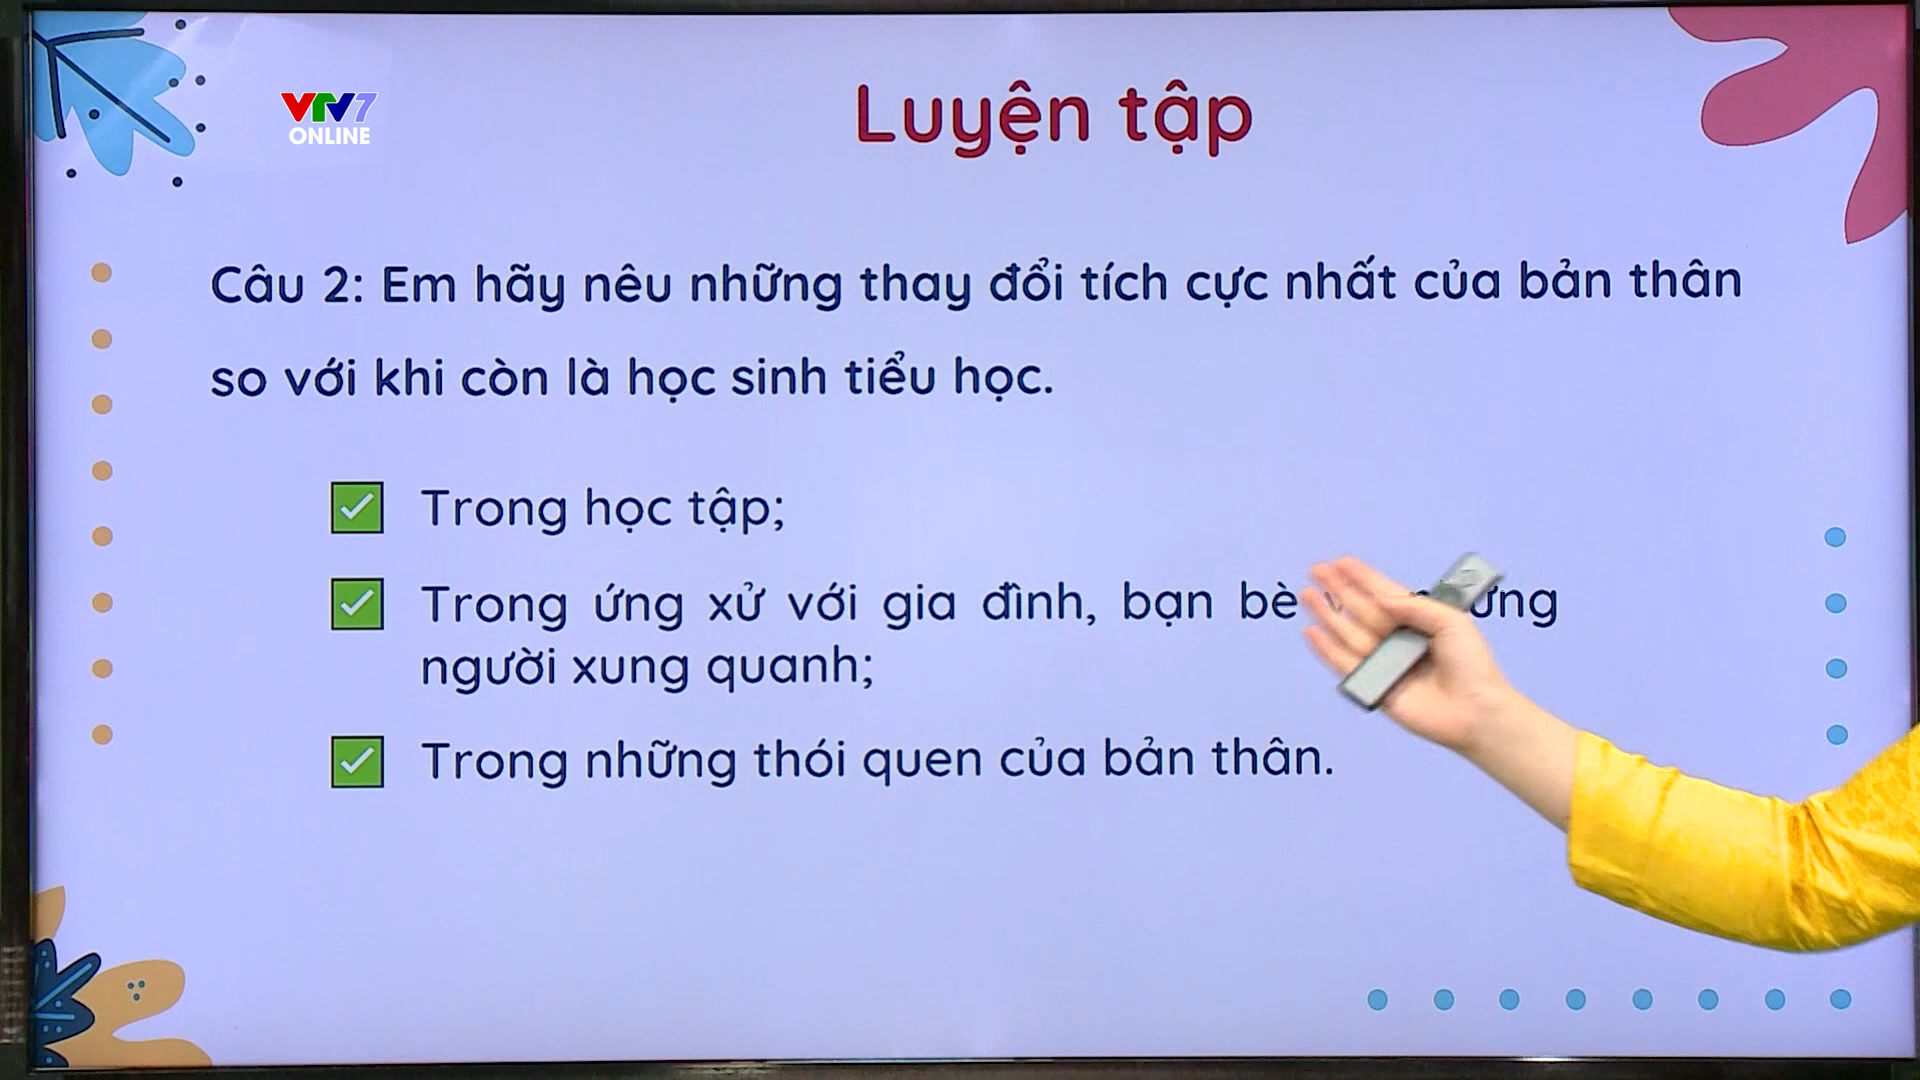 VTV7
ONLINE
Luyện tập
Câu 2: Em hãy nêu những thay đổi tích cực nhất của bản thân
so với khi còn là học sinh tiểu học.
Trong học tập;
Trong ứng xử với gia đình, bạn bè
người xung quanh;
Trong những thói quen của bản thân.